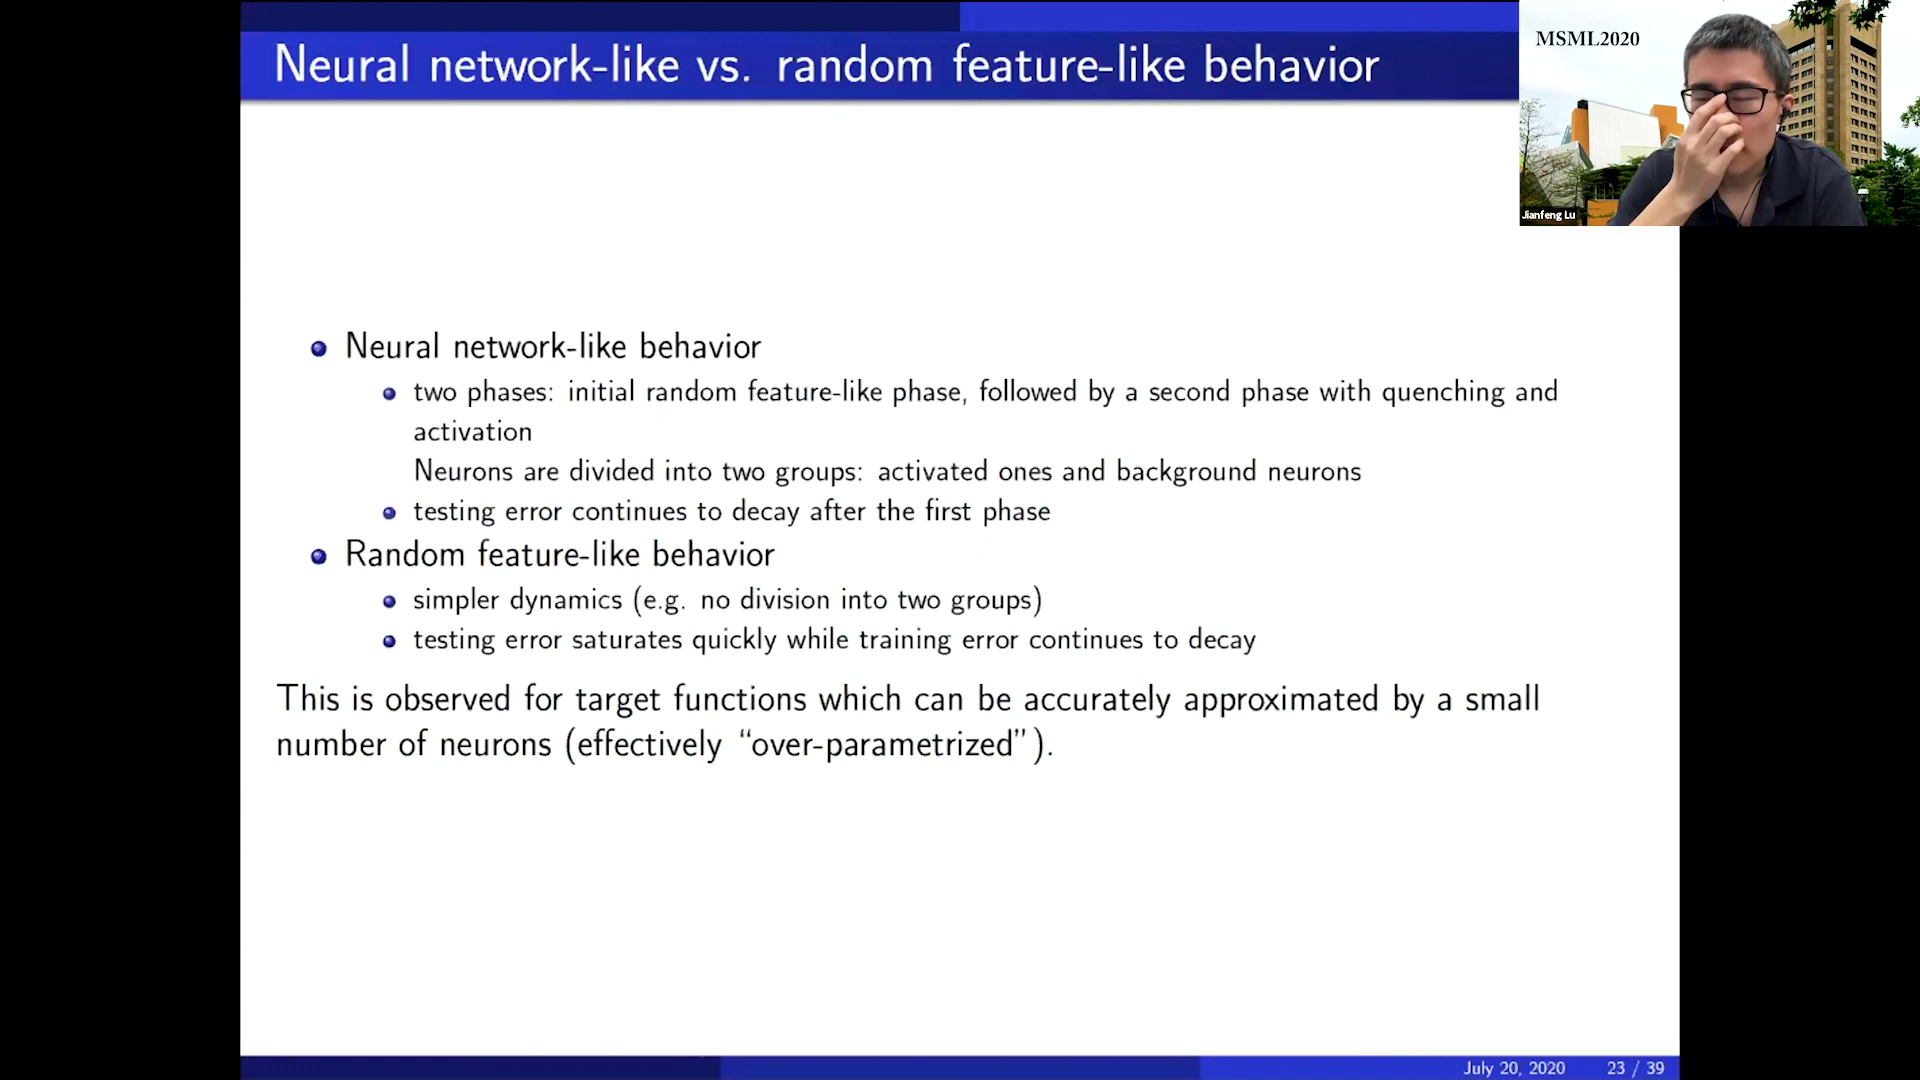 Neural network-like vs. random feature-like behavior
MSML2020
Jianfeng Lu
Neural network-like behavior
two phases: initial random feature-like phase, followed by a second phase with quenching and
activation
Neurons are divided into two groups: activated ones and background neurons
testing error continues to decay after the first phase
Random feature-like behavior
simpler dynamics (e.g. no division into two groups)
testing error saturates quickly while training error continues to decay
This is observed for target functions which can be accurately approximated by a small
number of neurons (effectively “over-parametrized”).
July 20, 2020 23 / 39